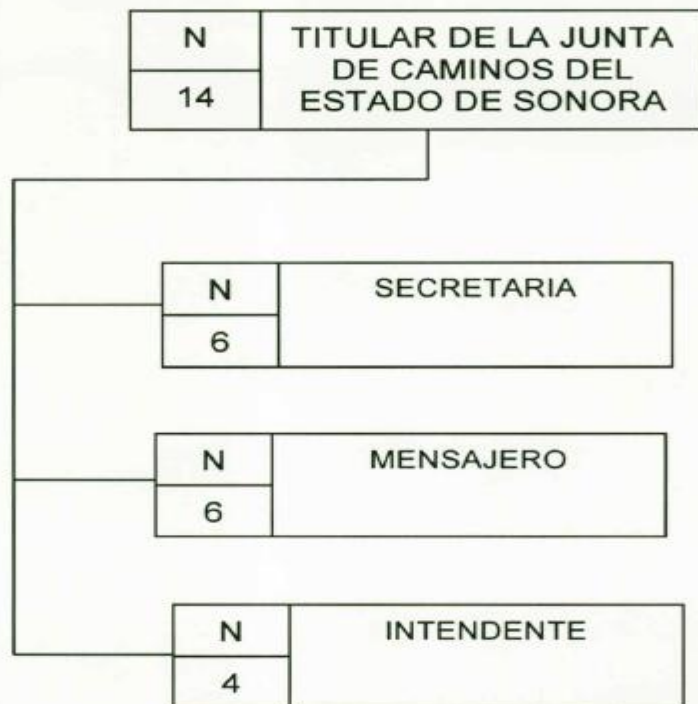 N
14
TITULAR DE LA JUNTA
DE CAMINOS DEL
ESTADO DE SONORA
N
6
SECRETARIA
N
6
MENSAJERO
N
4
INTENDENTE